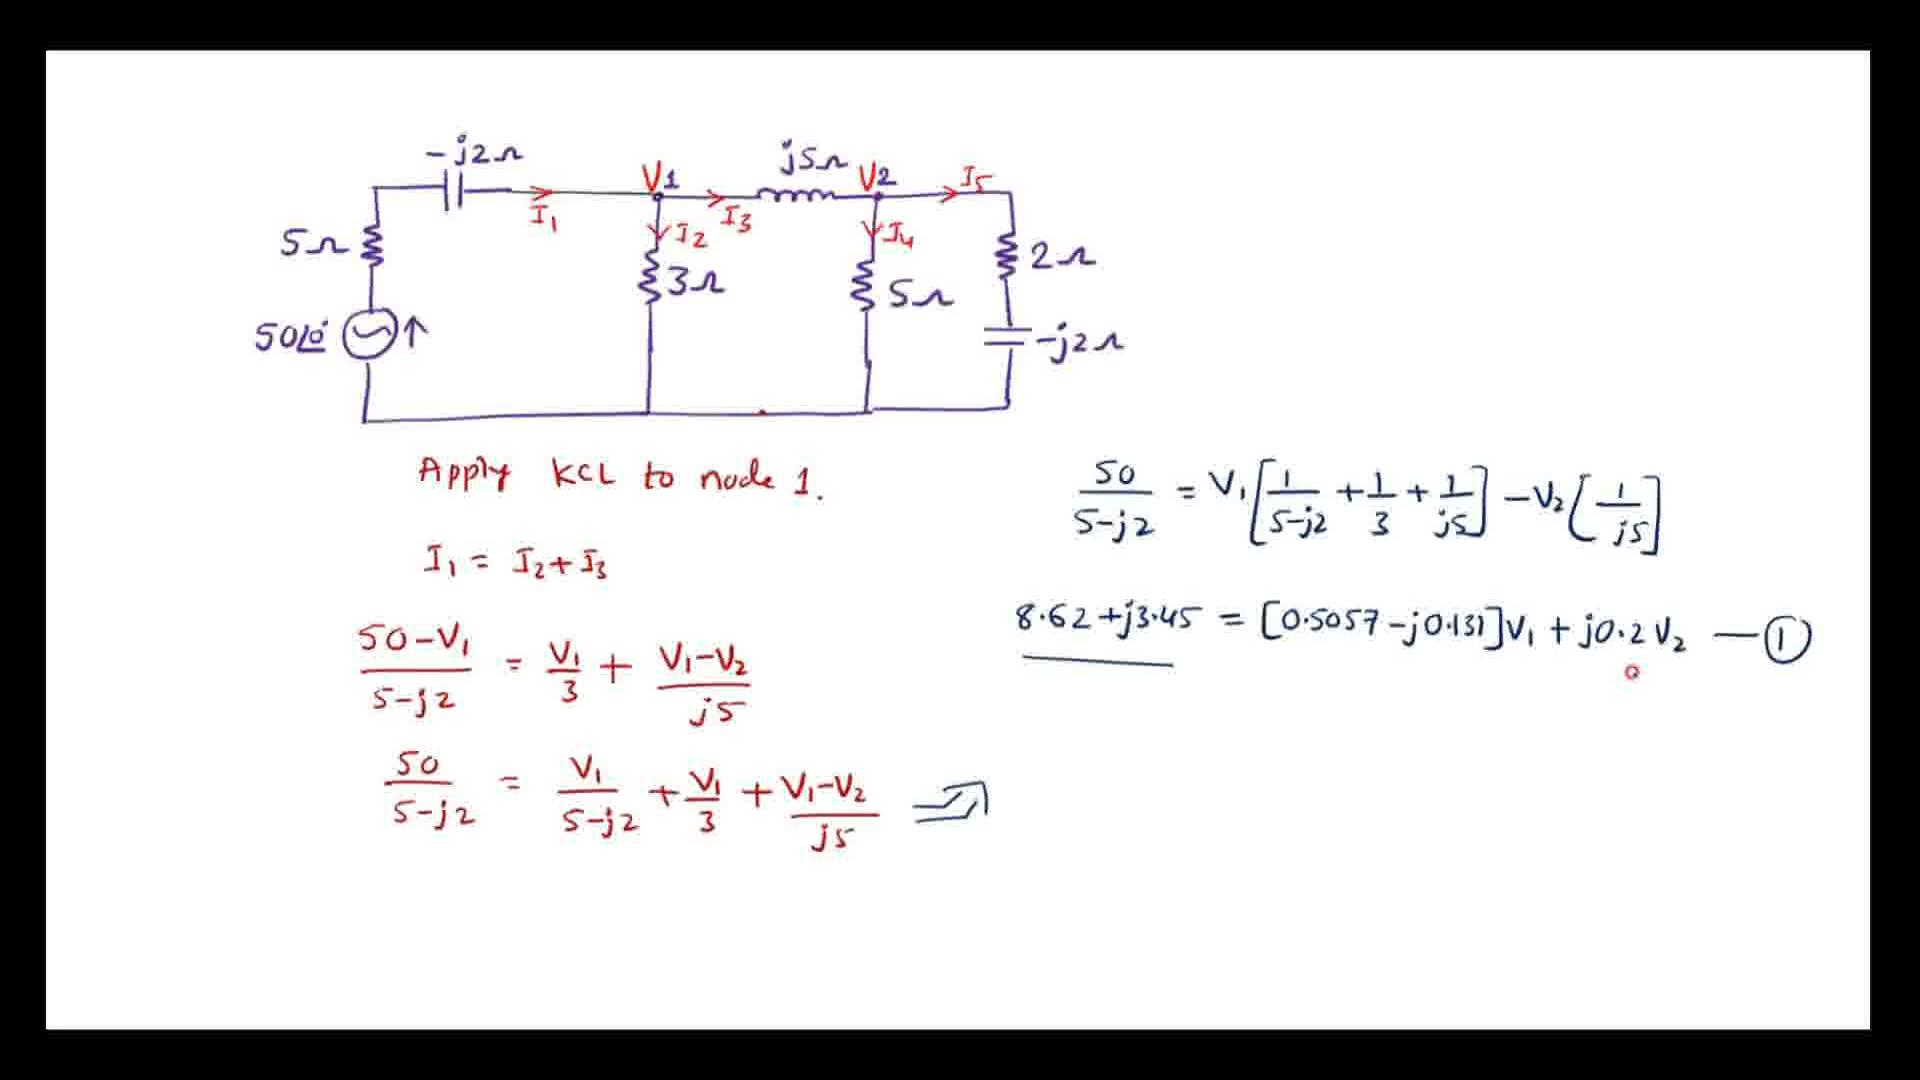 -j2Ω
j5Ω
V1
V2
I5
I1
I2
I3
I4
5Ω
3Ω
5Ω
2Ω
50∠0°
-j2Ω
Apply KCL to node 1.
I₁ = I₂+I₃
(50-V₁)/(5-j2) = V₁/3 + (V₁-V₂)/j5
50/(5-j2) = V₁/(5-j2) + V₁/3 + (V₁-V₂)/j5
50/(5-j2) = V₁[1/(5-j2) + 1/3 + 1/j5] - V₂[1/j5]
8.62+j3.45 = [0.5057-j0.131]V₁ + j0.2 V₂ — ①